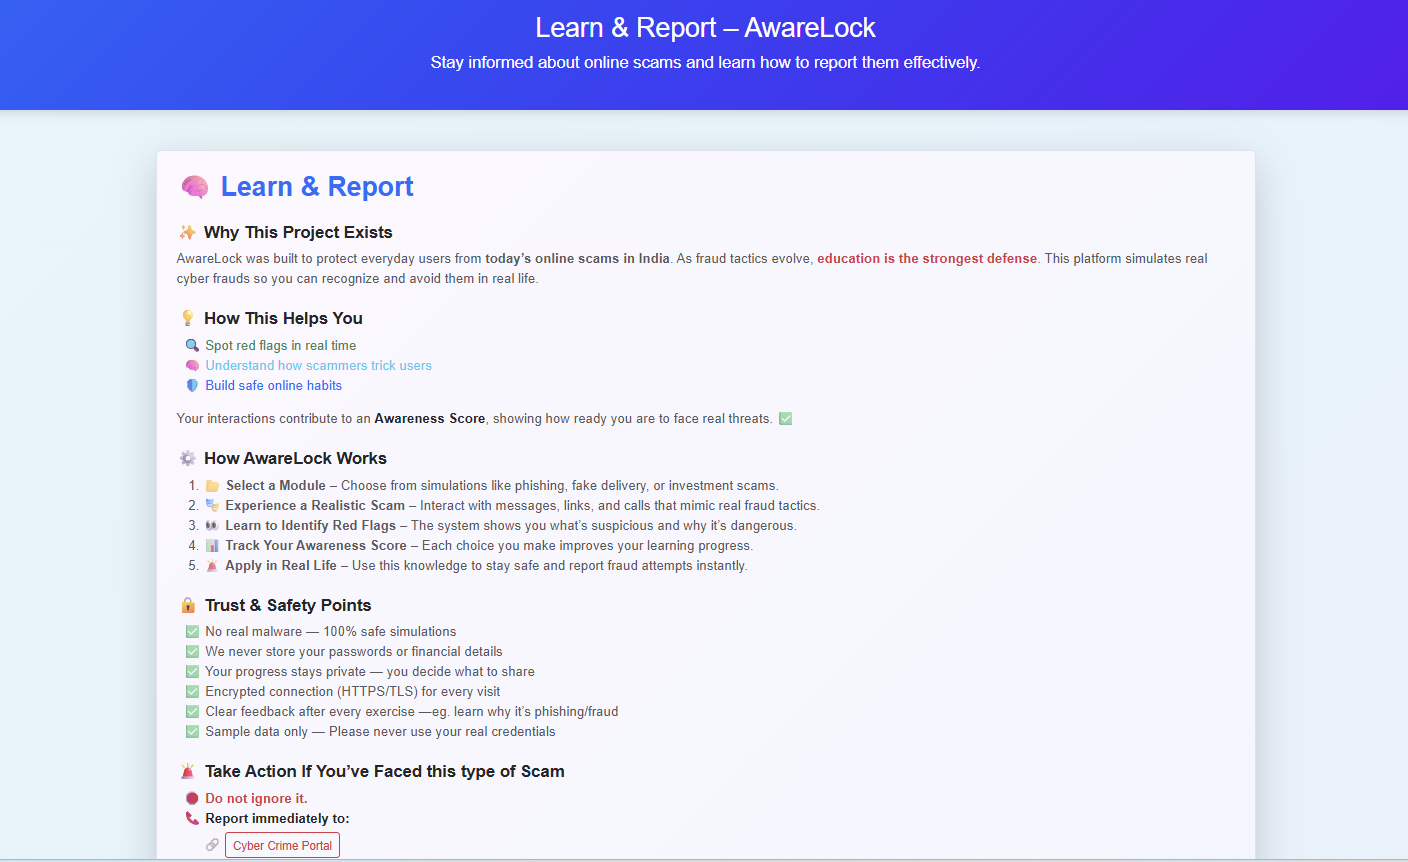 Learn & Report – AwareLock
Stay informed about online scams and learn how to report them effectively.
🧠 Learn & Report
✨ Why This Project Exists
AwareLock was built to protect everyday users from today’s online scams in India. As fraud tactics evolve, education is the strongest defense. This platform simulates real
cyber frauds so you can recognize and avoid them in real life.
💡 How This Helps You
🔍 Spot red flags in real time
🧠 Understand how scammers trick users
🛡️ Build safe online habits
Your interactions contribute to an Awareness Score, showing how ready you are to face real threats. ✅
⚙️ How AwareLock Works
1. 📁 Select a Module – Choose from simulations like phishing, fake delivery, or investment scams.
2. 🎭 Experience a Realistic Scam – Interact with messages, links, and calls that mimic real fraud tactics.
3. 👀 Learn to Identify Red Flags – The system shows you what’s suspicious and why it’s dangerous.
4. 📊 Track Your Awareness Score – Each choice you make improves your learning progress.
5. 🚨 Apply in Real Life – Use this knowledge to stay safe and report fraud attempts instantly.
🔒 Trust & Safety Points
✅ No real malware — 100% safe simulations
✅ We never store your passwords or financial details
✅ Your progress stays private — you decide what to share
✅ Encrypted connection (HTTPS/TLS) for every visit
✅ Clear feedback after every exercise —eg. learn why it’s phishing/fraud
✅ Sample data only — Please never use your real credentials
🚨 Take Action If You’ve Faced this type of Scam
🛑 Do not ignore it.
📞 Report immediately to:
🔗 Cyber Crime Portal